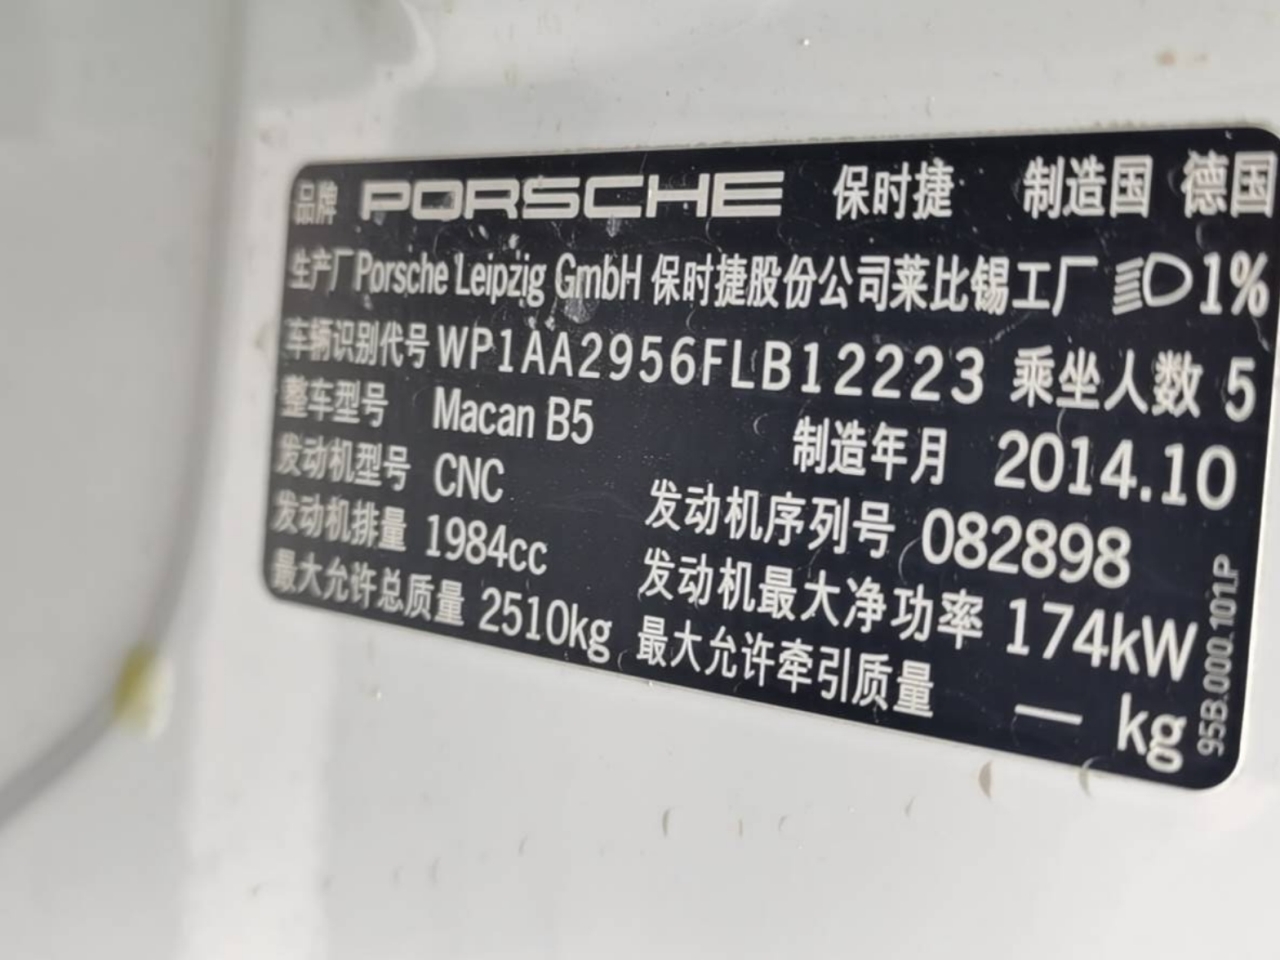 品牌 PORSCHE 保时捷 制造国 德国
生产厂 Porsche Leipzig GmbH 保时捷股份公司莱比锡工厂 1%
车辆识别代号 WP1AA2956FLB12223 乘坐人数 5
整车型号 Macan B5 制造年月 2014.10
发动机型号 CNC 发动机序列号 082898
发动机排量 1984cc 发动机最大净功率 174kW
最大允许总质量 2510kg 最大允许牵引质量 — kg
95B.000.101.P